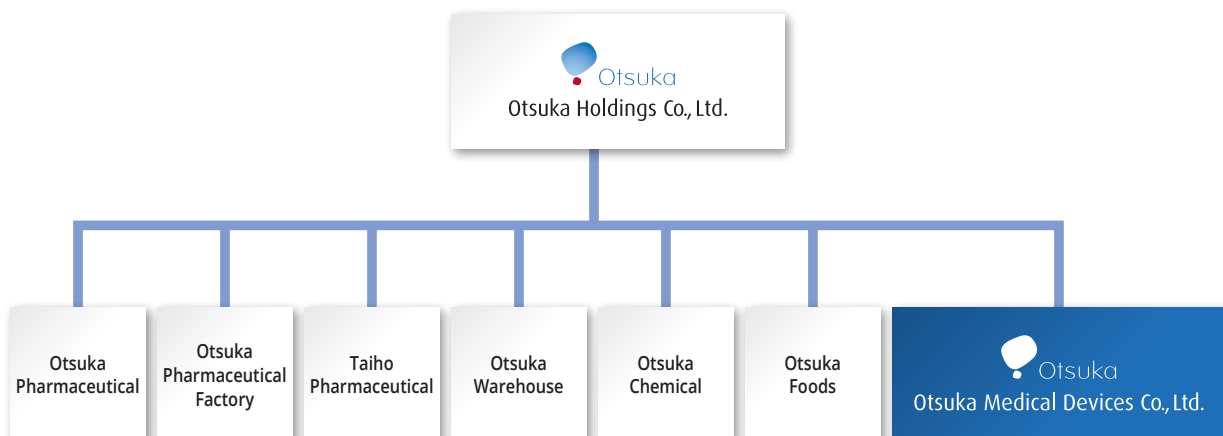 Otsuka
Otsuka Holdings Co., Ltd.
Otsuka
Pharmaceutical
Otsuka
Pharmaceutical
Factory
Taiho
Pharmaceutical
Otsuka
Warehouse
Otsuka
Chemical
Otsuka
Foods
Otsuka
Otsuka Medical Devices Co., Ltd.